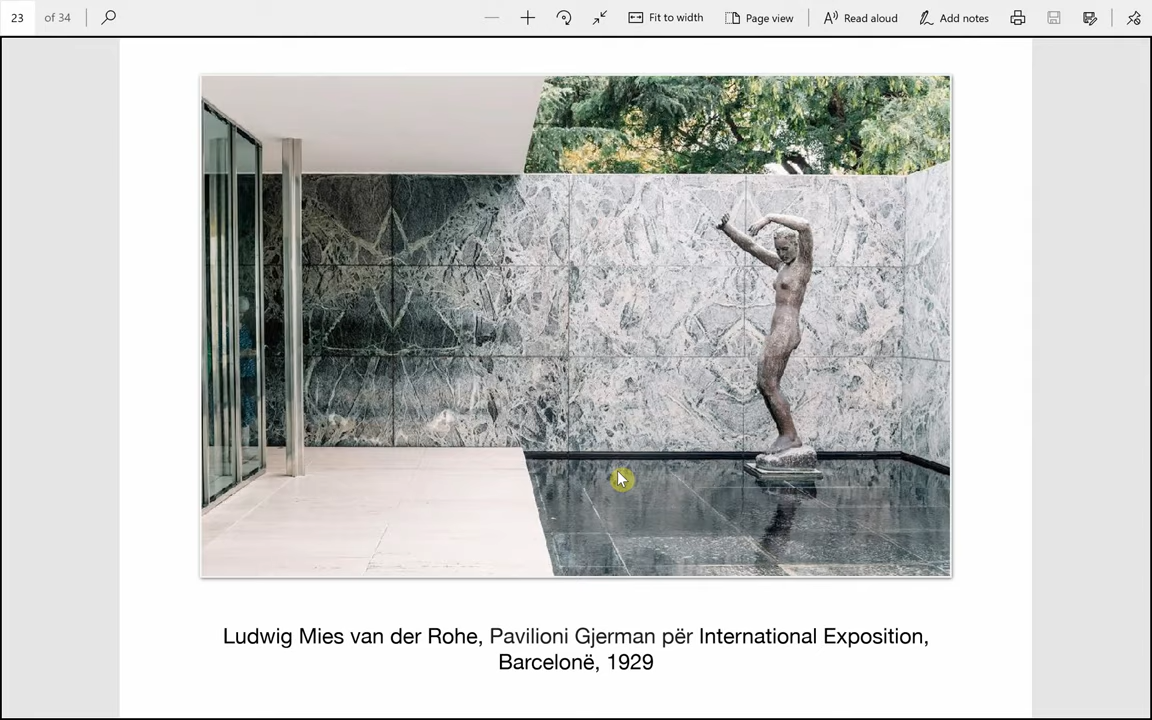 23 of 34 Fit to width Page view Read aloud Add notes
Ludwig Mies van der Rohe, Pavilioni Gjerman për International Exposition,
Barcelonë, 1929